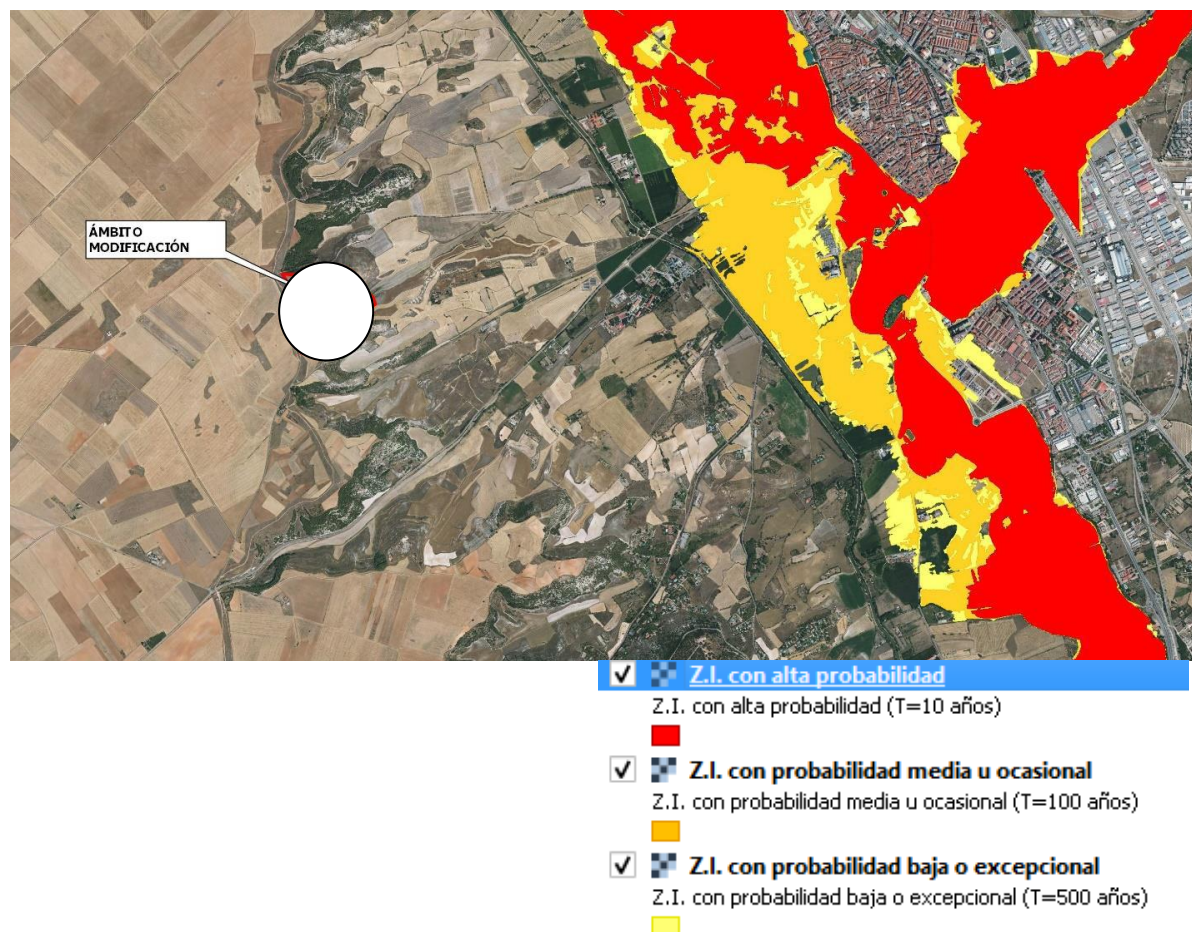 ÁMBITO
MODIFICACIÓN
Z.I. con alta probabilidad
Z.I. con alta probabilidad (T=10 años)
Z.I. con probabilidad media u ocasional
Z.I. con probabilidad media u ocasional (T=100 años)
Z.I. con probabilidad baja o excepcional
Z.I. con probabilidad baja o excepcional (T=500 años)